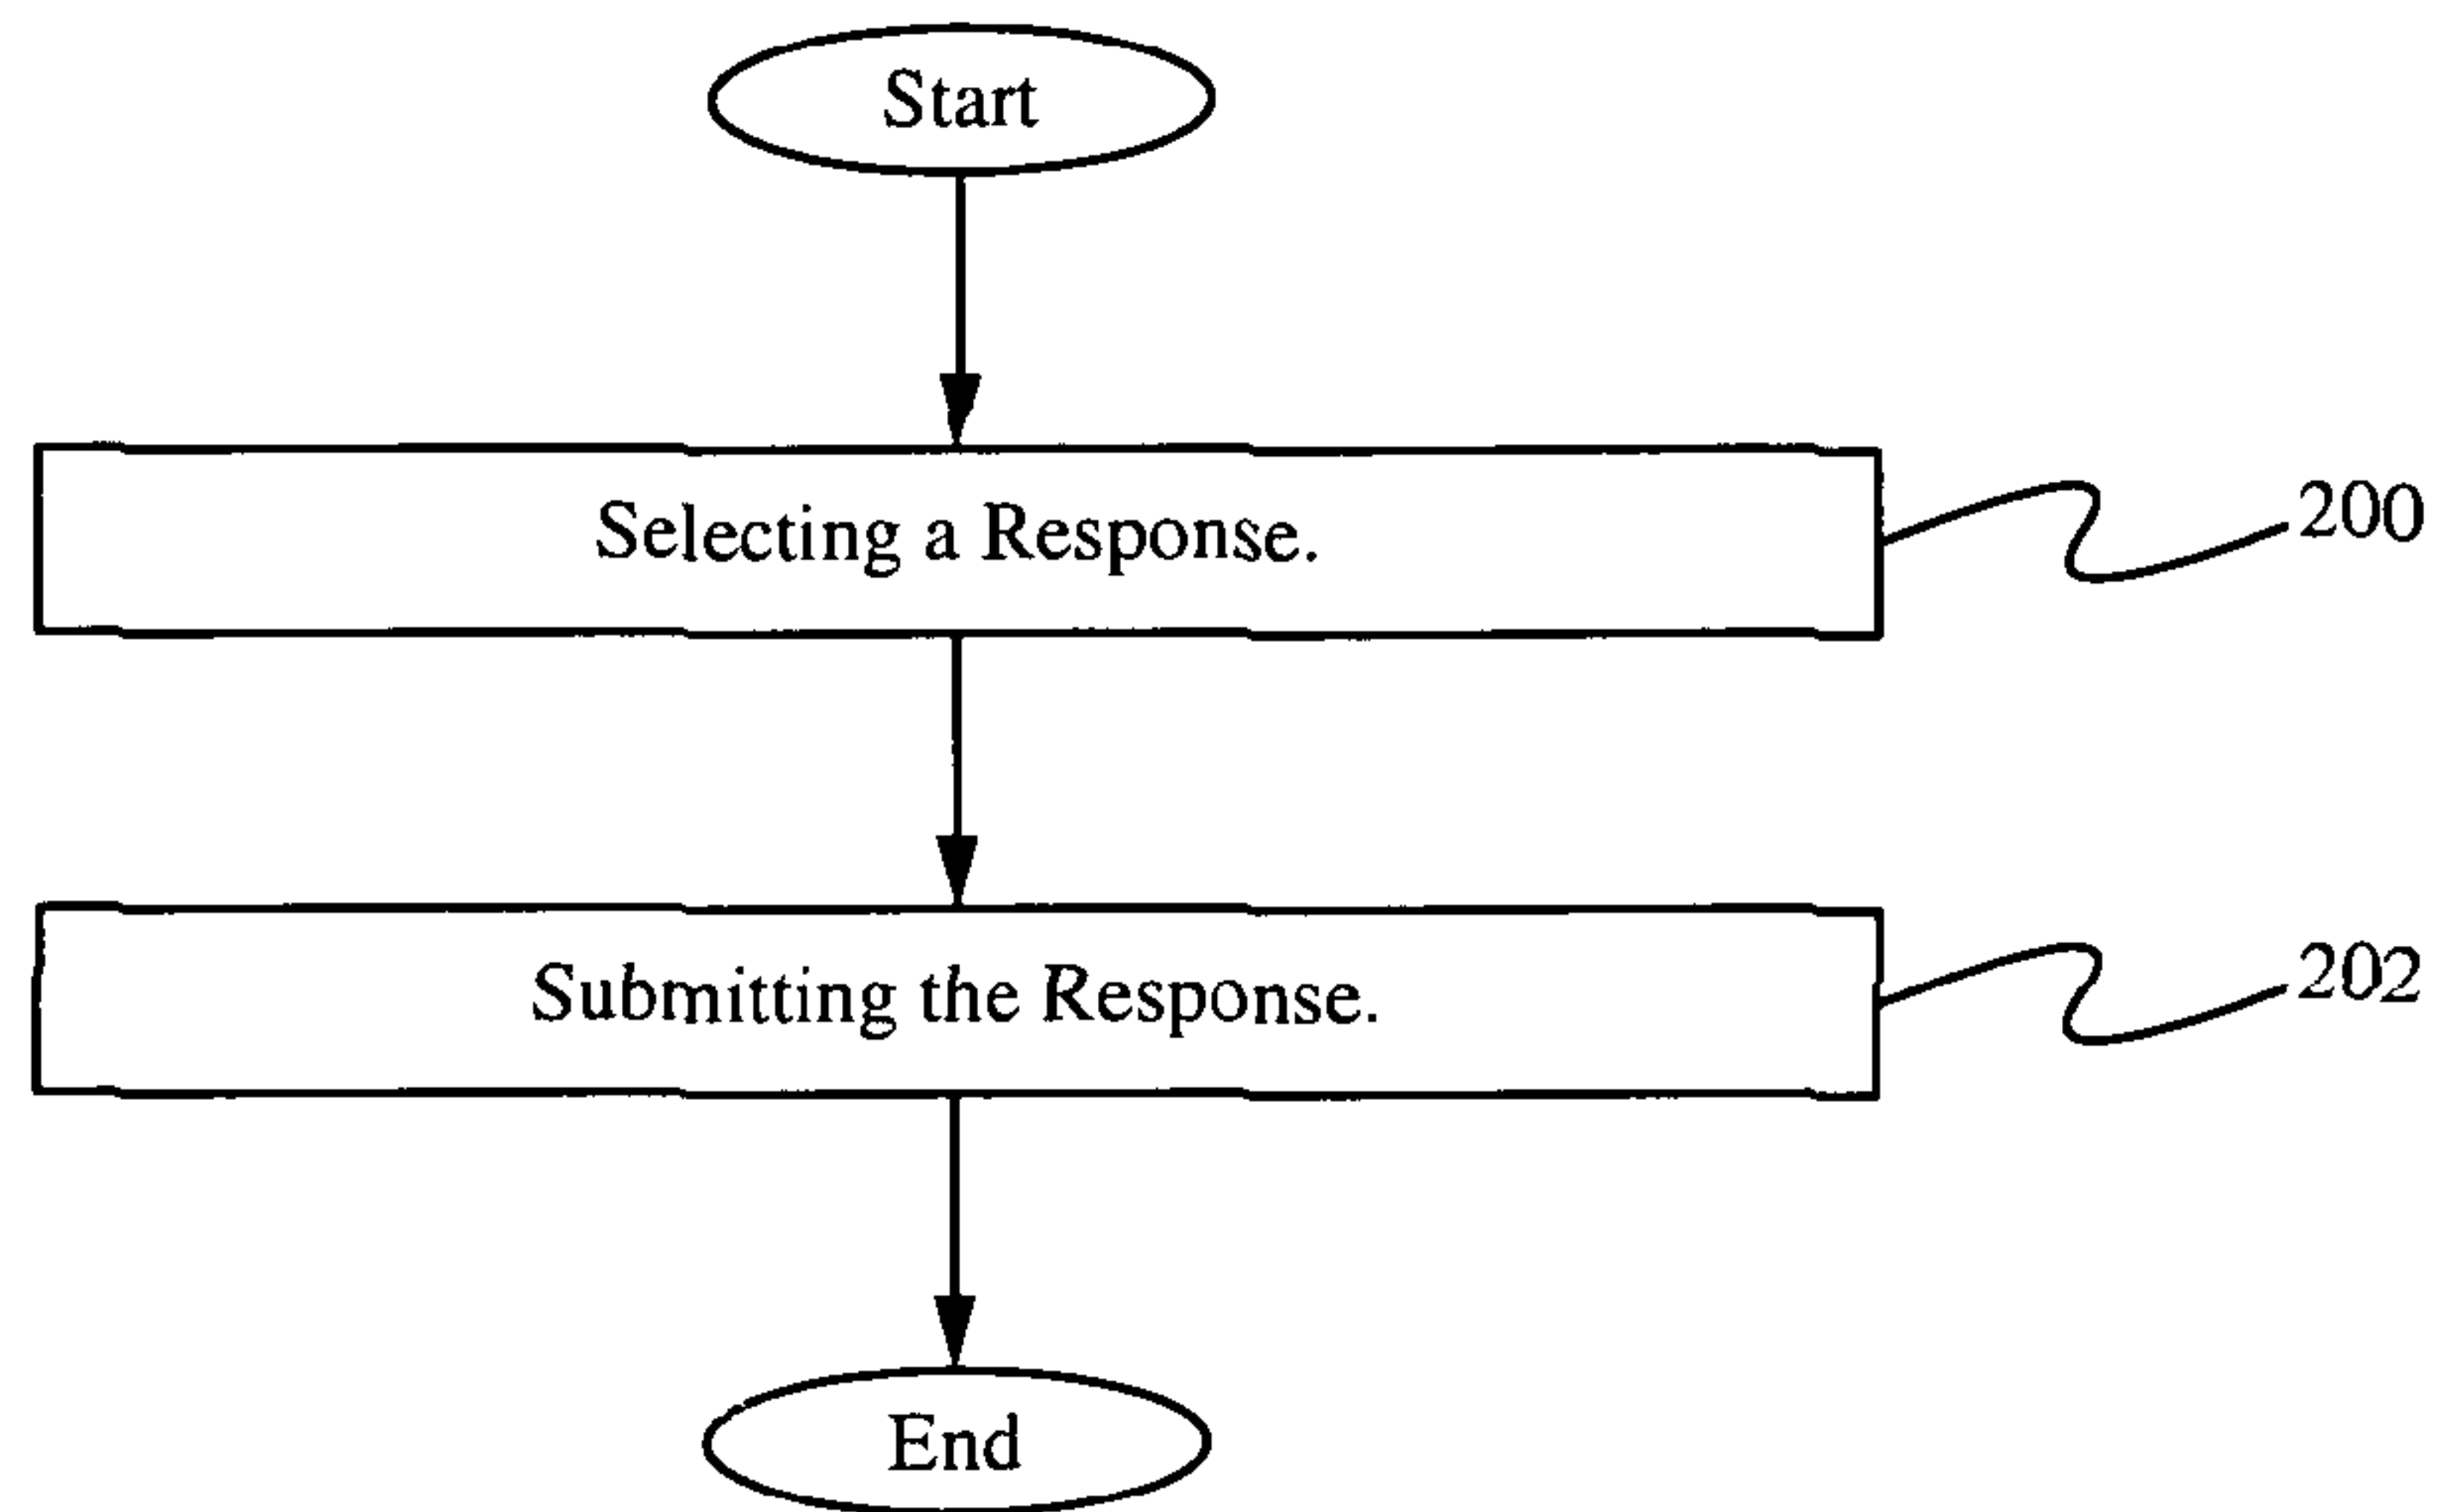 Start
Selecting a Response.
200
Submitting the Response.
202
End